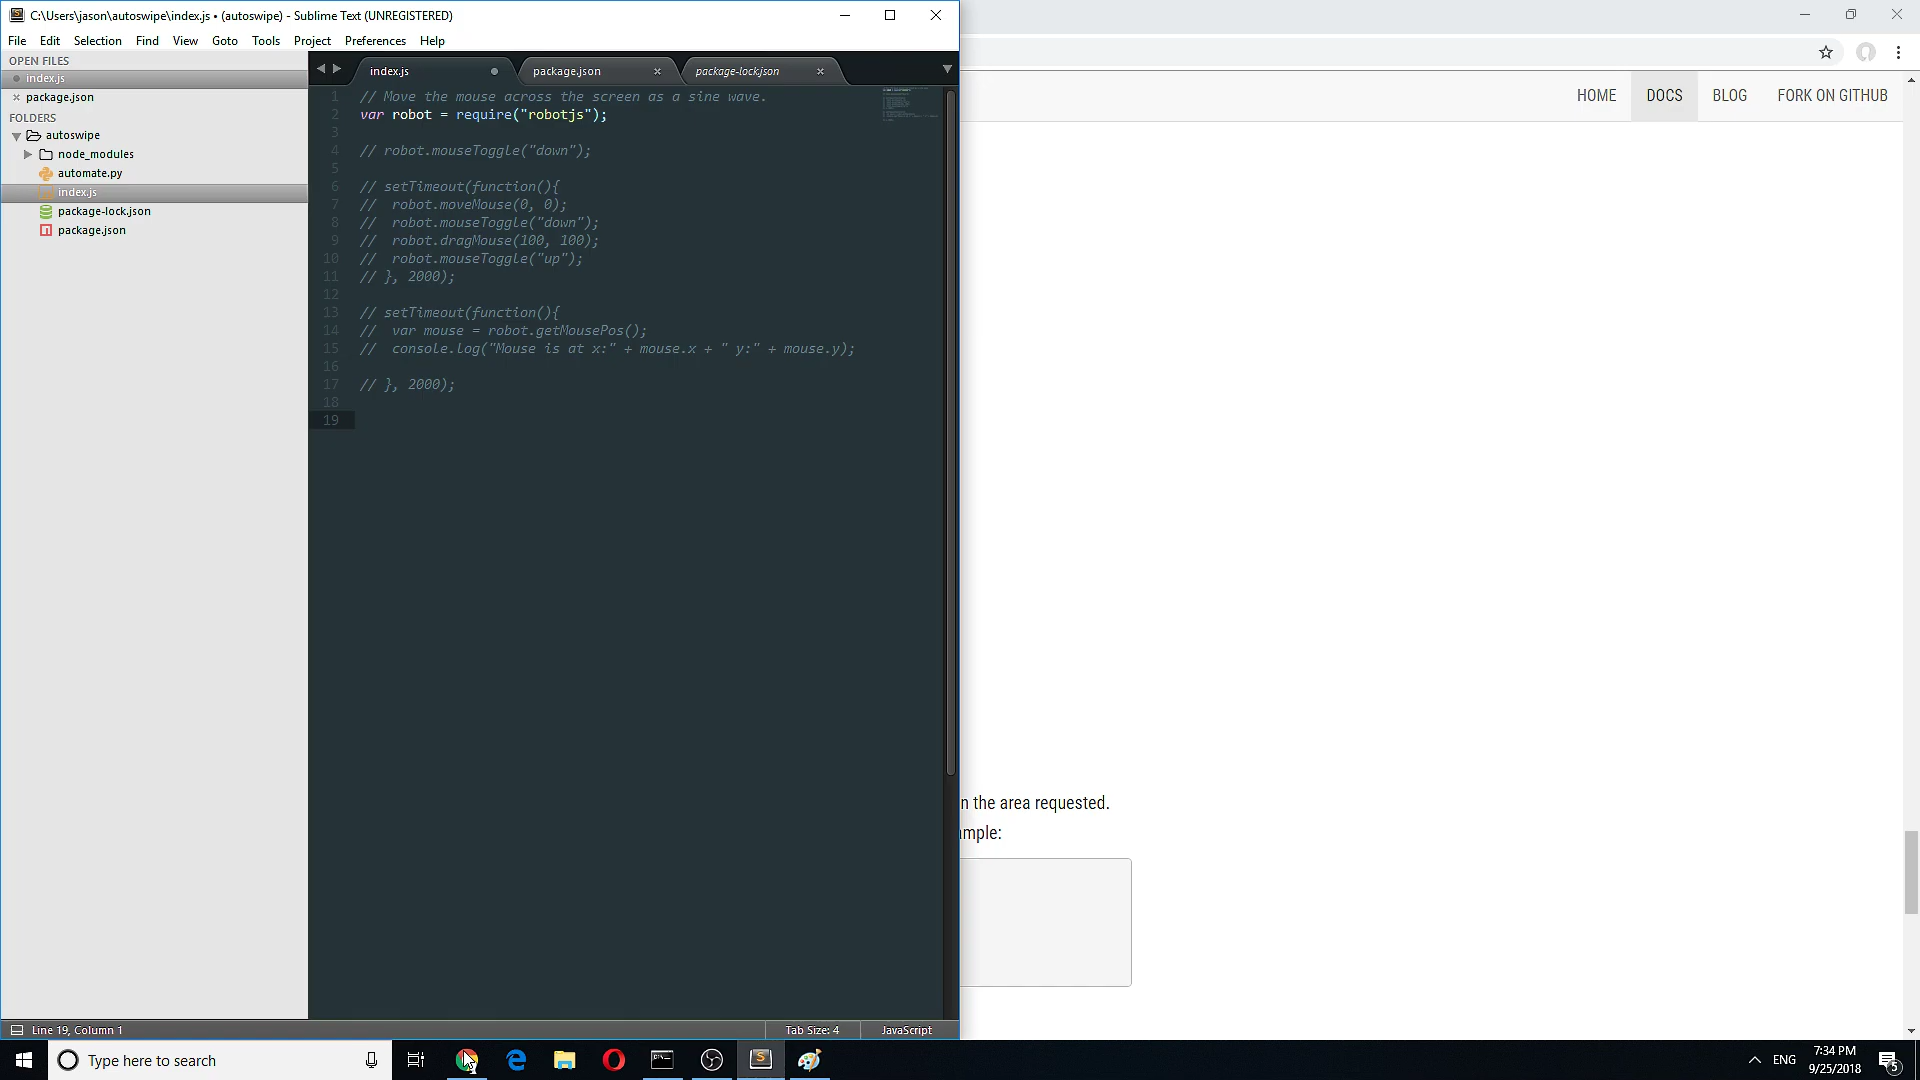 C:\Users\jason\autoswipe\index.js • (autoswipe) - Sublime Text (UNREGISTERED)
File Edit Selection Find View Goto Tools Project Preferences Help
OPEN FILES
index.js
package.json
FOLDERS
autoswipe
node_modules
automate.py
index.js
package-lock.json
package.json
index.js package.json package-lock.json
1 // Move the mouse across the screen as a sine wave.
2 var robot = require("robotjs");
3
4 // robot.mouseToggle("down");
5
6 // setTimeout(function(){
7 //  robot.moveMouse(0, 0);
8 //  robot.mouseToggle("down");
9 //  robot.dragMouse(100, 100);
10 //  robot.mouseToggle("up");
11 // }, 2000);
12
13 // setTimeout(function(){
14 //  var mouse = robot.getMousePos();
15 //  console.log("Mouse is at x:" + mouse.x + " y:" + mouse.y);
16
17 // }, 2000);
18
19
Line 19, Column 1 Tab Size: 4 JavaScript
HOME DOCS BLOG FORK ON GITHUB
n the area requested.
ample:
Type here to search
ENG
7:34 PM
9/25/2018
5